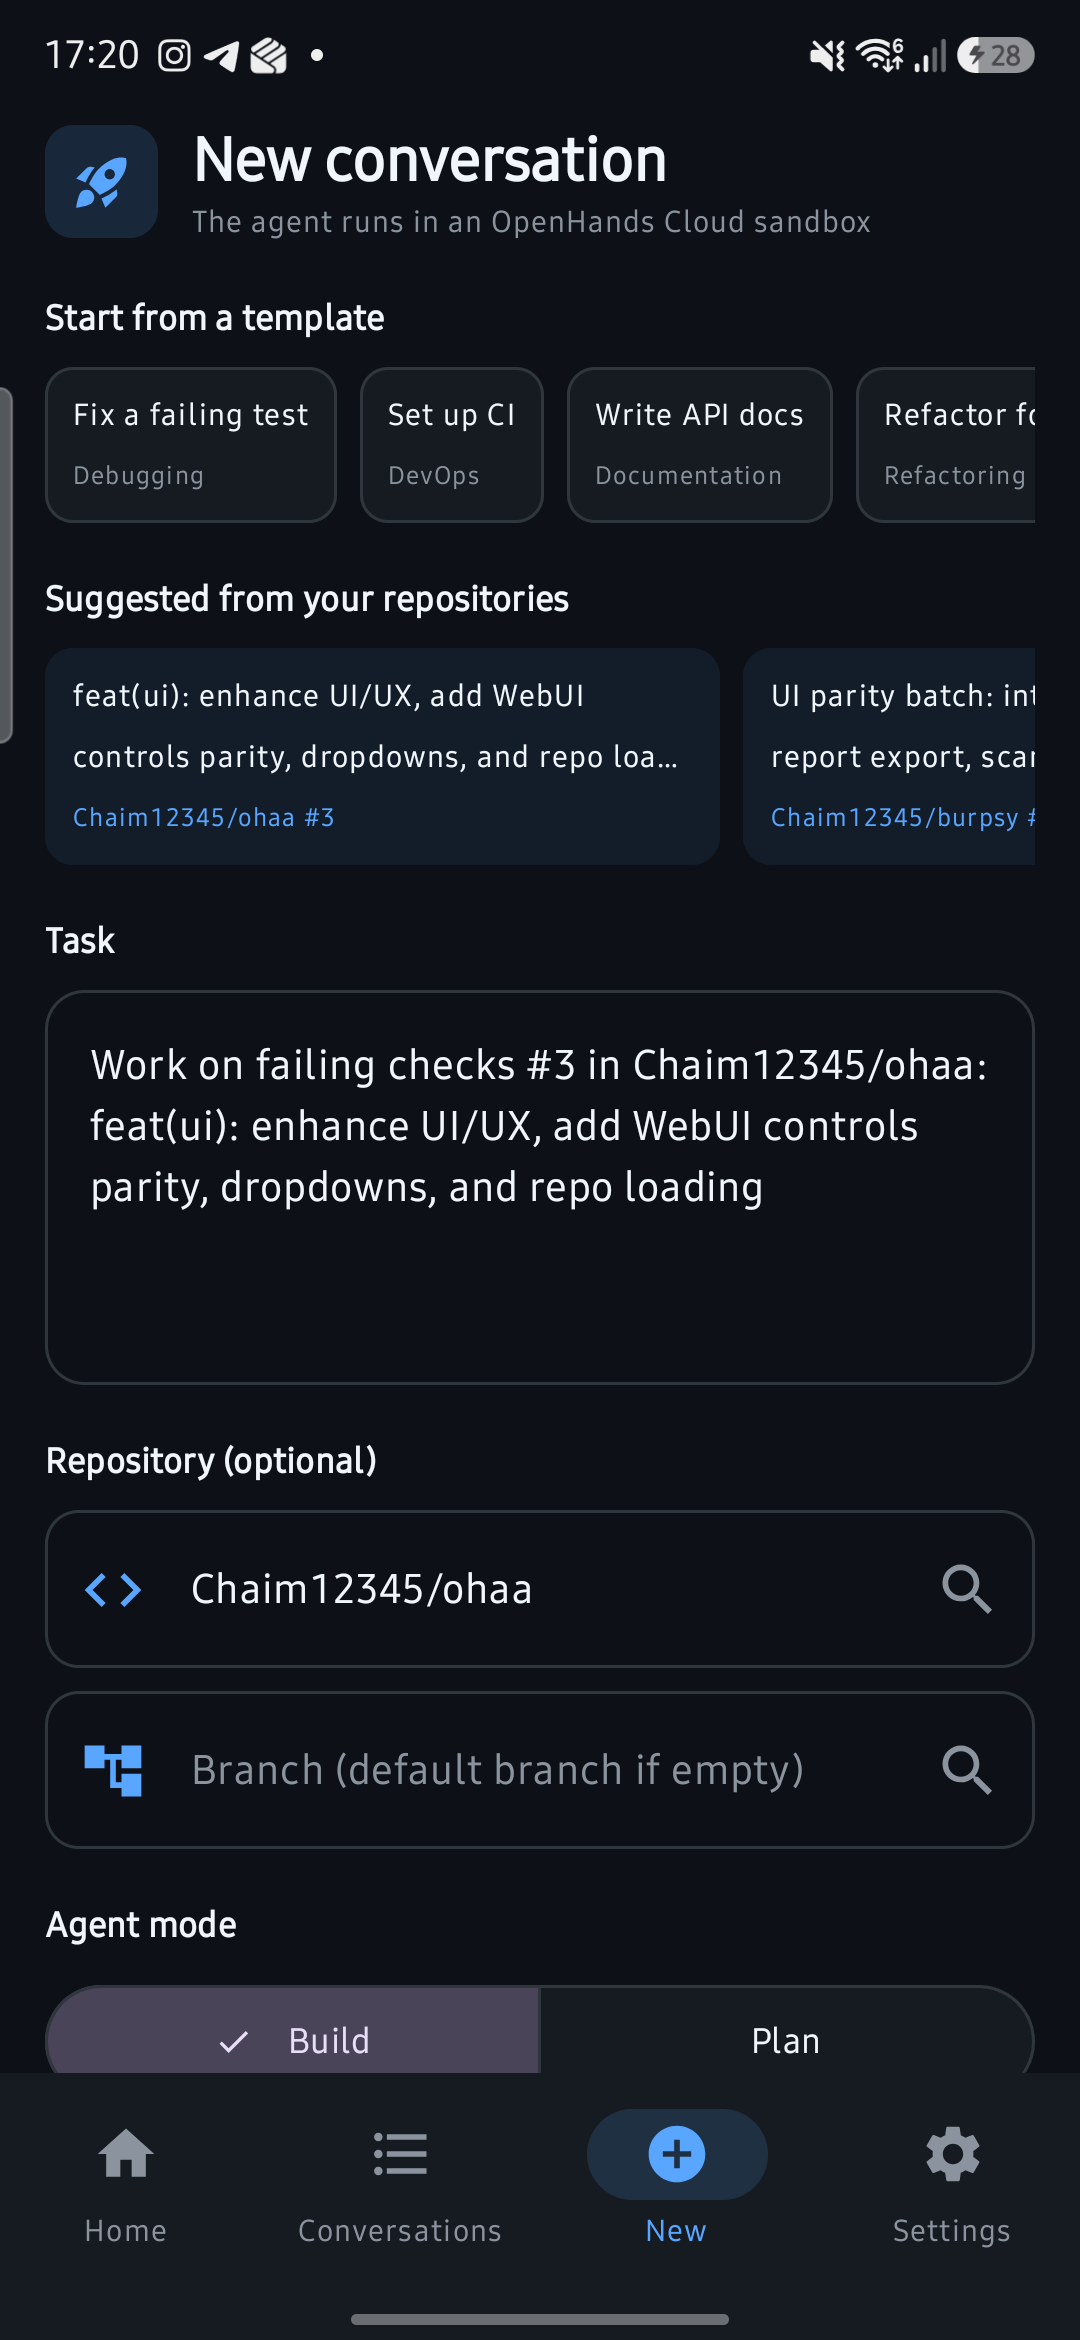 17:20
6
28
New conversation
The agent runs in an OpenHands Cloud sandbox
Start from a template
Fix a failing test
Debugging
Set up CI
DevOps
Write API docs
Documentation
Refactor
Refactoring
Suggested from your repositories
feat(ui): enhance UI/UX, add WebUI
controls parity, dropdowns, and repo loa...
Chaim12345/ohaa #3
UI parity batch:
report export,
Chaim12345/burpsy #
Task
Work on failing checks #3 in Chaim12345/ohaa:
feat(ui): enhance UI/UX, add WebUI controls
parity, dropdowns, and repo loading
Repository (optional)
Chaim12345/ohaa
Branch (default branch if empty)
Agent mode
Build
Plan
Home
Conversations
New
Settings